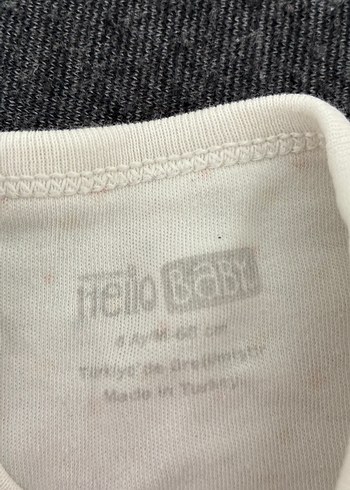 Hello BaBY
Türkiye'de Üretilmiştir
Made in Turkey